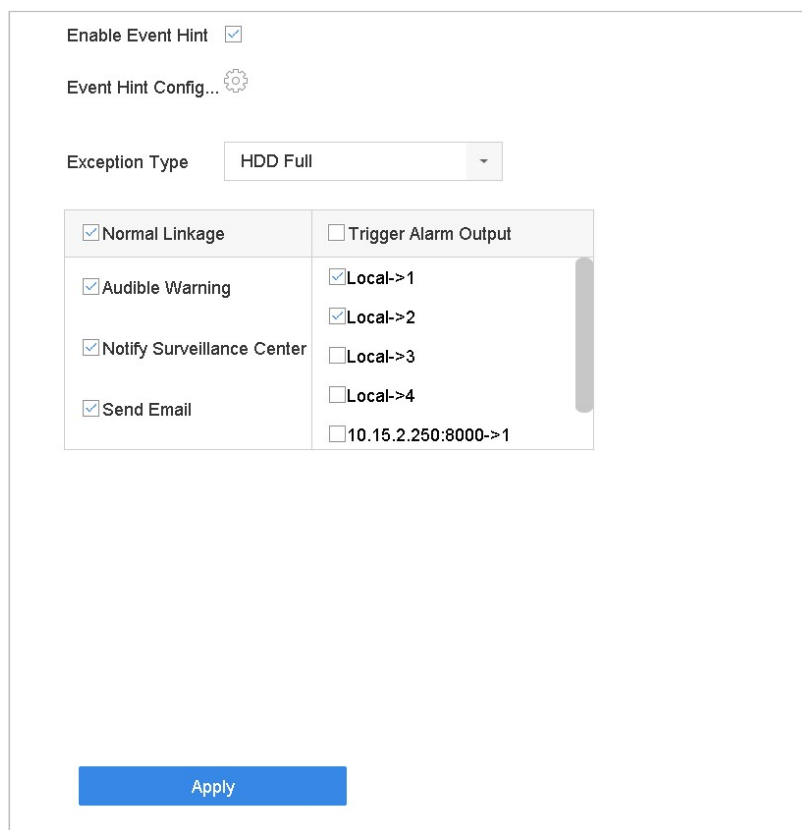 Enable Event Hint
Event Hint Config...
Exception Type HDD Full
Normal Linkage Trigger Alarm Output
Audible Warning Local->1
Local->2
Notify Surveillance Center Local->3
Send Email Local->4
10.15.2.250:8000->1
Apply